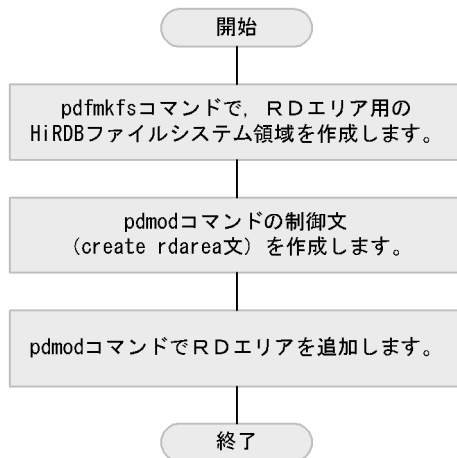 開始
pdfmkfsコマンドで，ＲＤエリア用の
HiRDBファイルシステム領域を作成します。
pdmodコマンドの制御文
（create rdarea文）を作成します。
pdmodコマンドでＲＤエリアを追加します。
終了